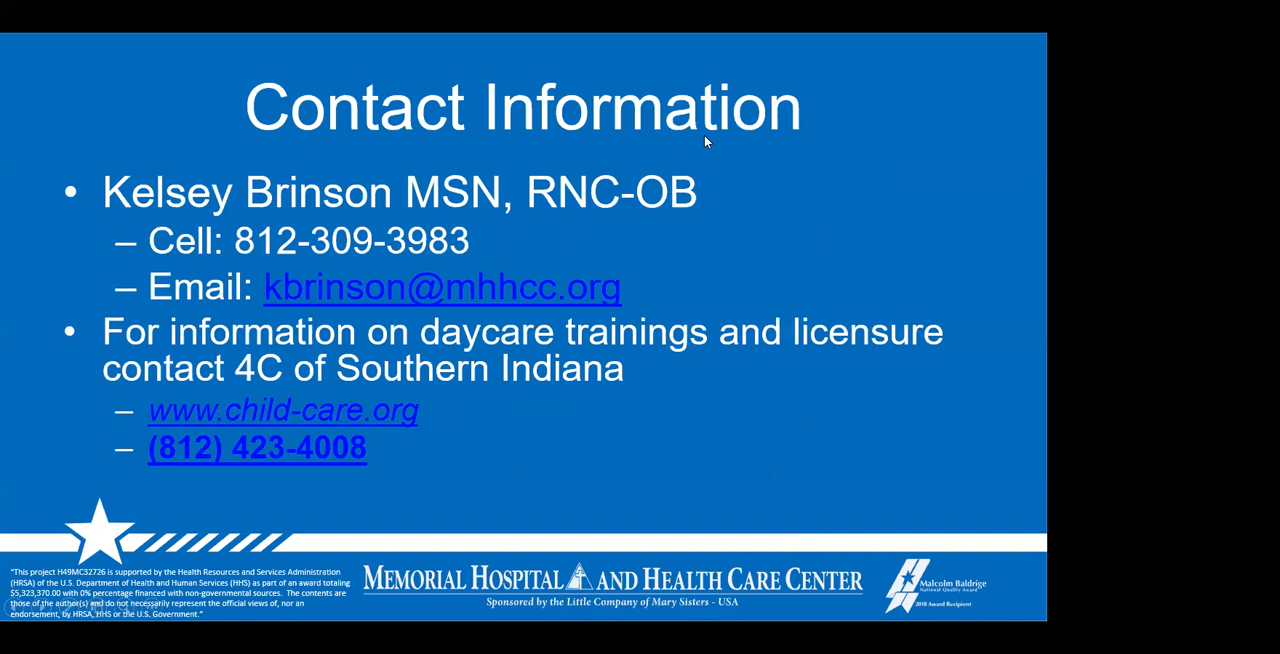 Contact Information
• Kelsey Brinson MSN, RNC-OB
– Cell: 812-309-3983
– Email: kbrinson@mhhcc.org
• For information on daycare trainings and licensure
contact 4C of Southern Indiana
– www.child-care.org
– (812) 423-4008
"This project H49MC32726 is supported by the Health Resources and Services Administration
(HRSA) of the U.S. Department of Health and Human Services (HHS) as part of an award totaling
$5,323,370.00 with 0% percentage financed with non-governmental sources. The contents are
those of the author(s) and do not necessarily represent the official views of, nor an
endorsement, by HRSA, HHS or the U.S. Government."
MEMORIAL HOSPITAL AND HEALTH CARE CENTER
Sponsored by the Little Company of Mary Sisters - USA
Malcolm Baldrige
National Quality Award
2018 Award Recipient